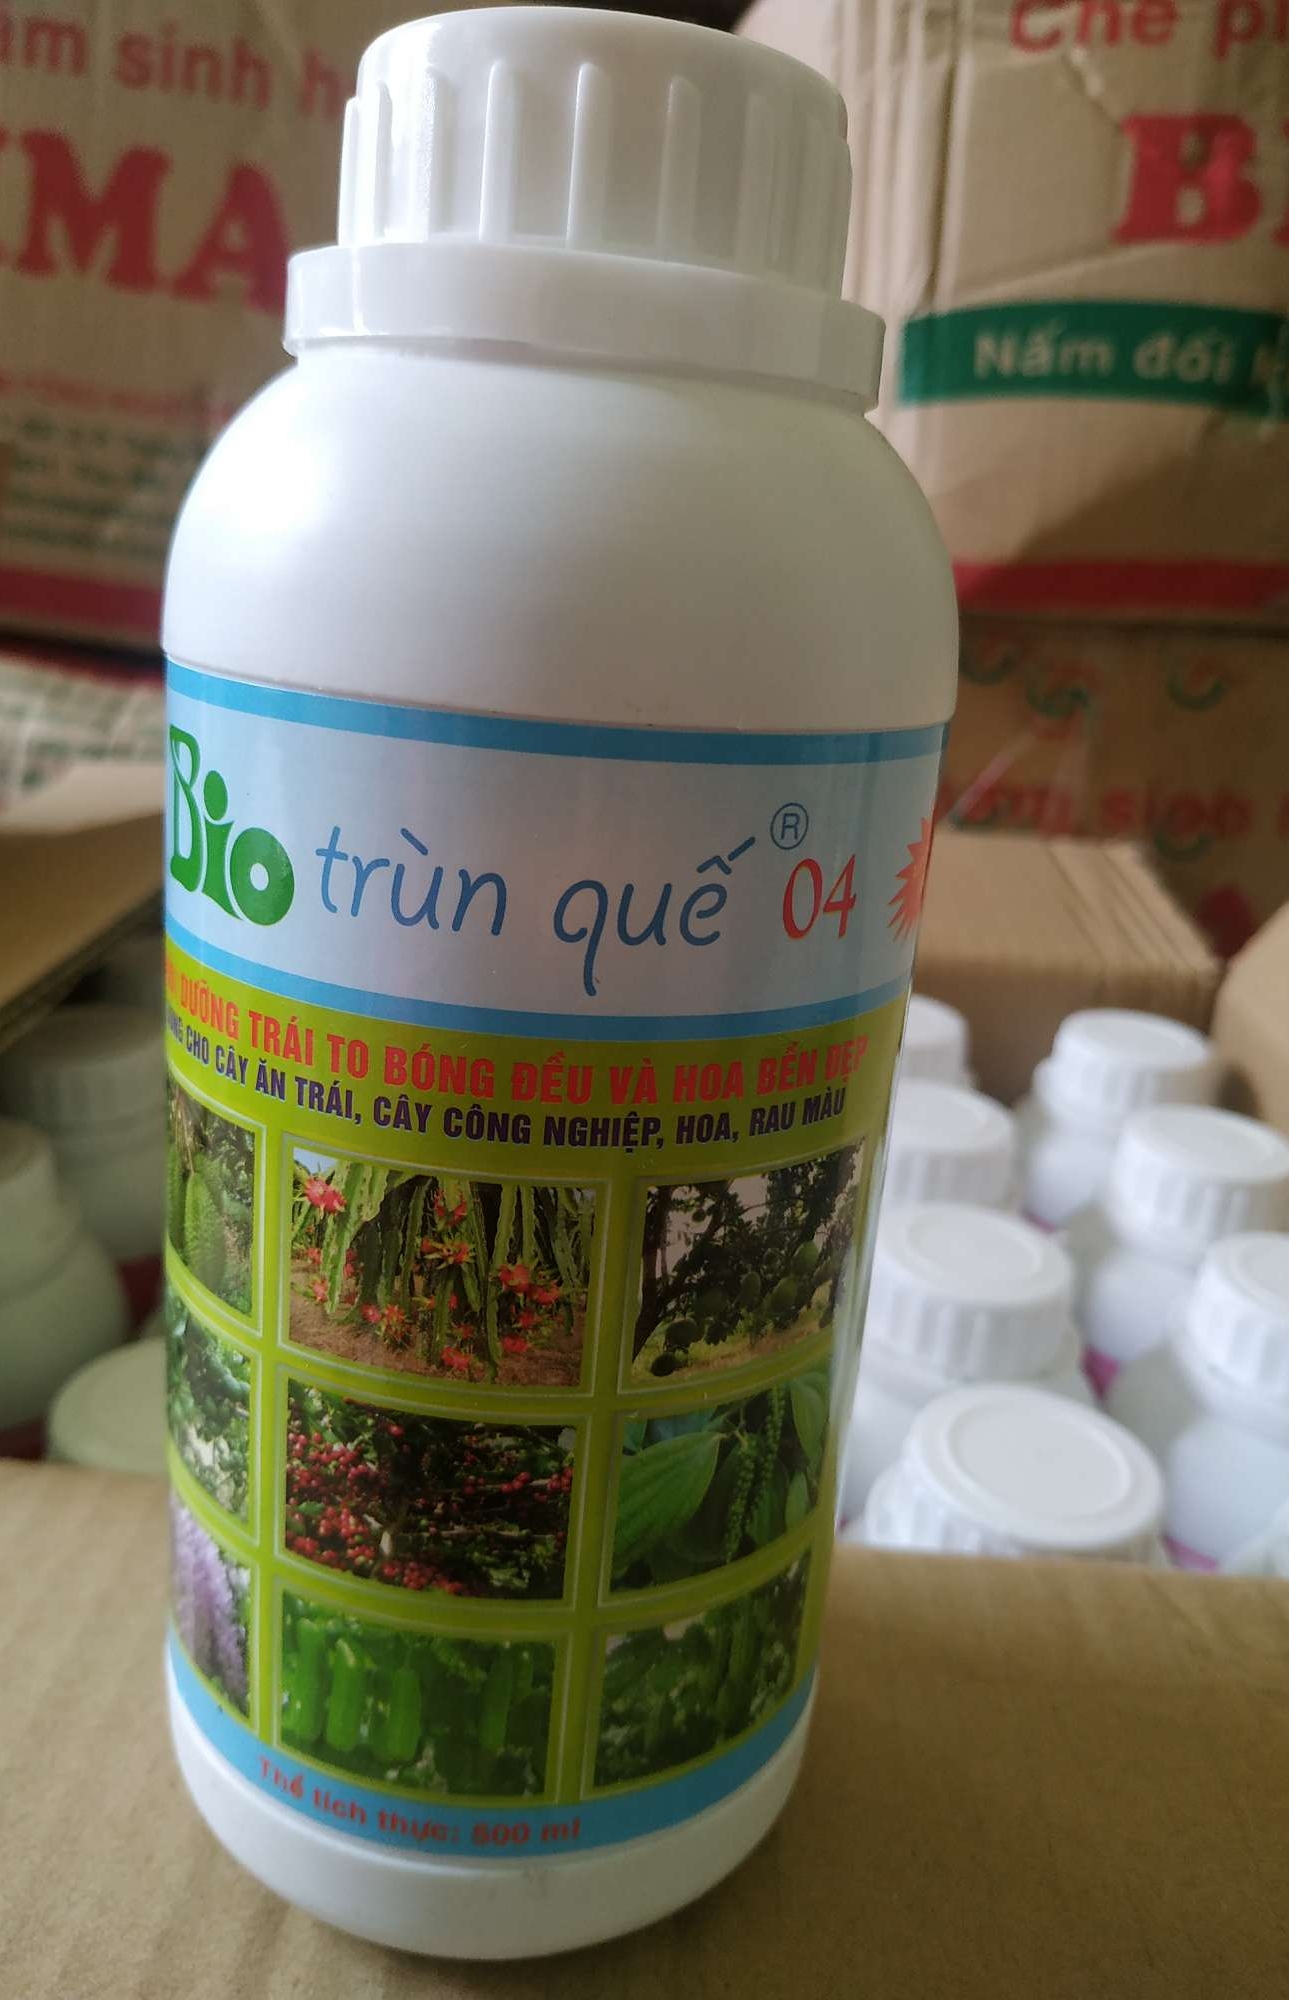 sinh
MA
Nấm đối
Bio trùn quế ® 04
DƯỠNG TRÁI TO BÓNG ĐỀU VÀ HOA BỀN ĐẸP
CHO CÂY ĂN TRÁI, CÂY CÔNG NGHIỆP, HOA, RAU MÀU
Thể tích thực: 500 ml